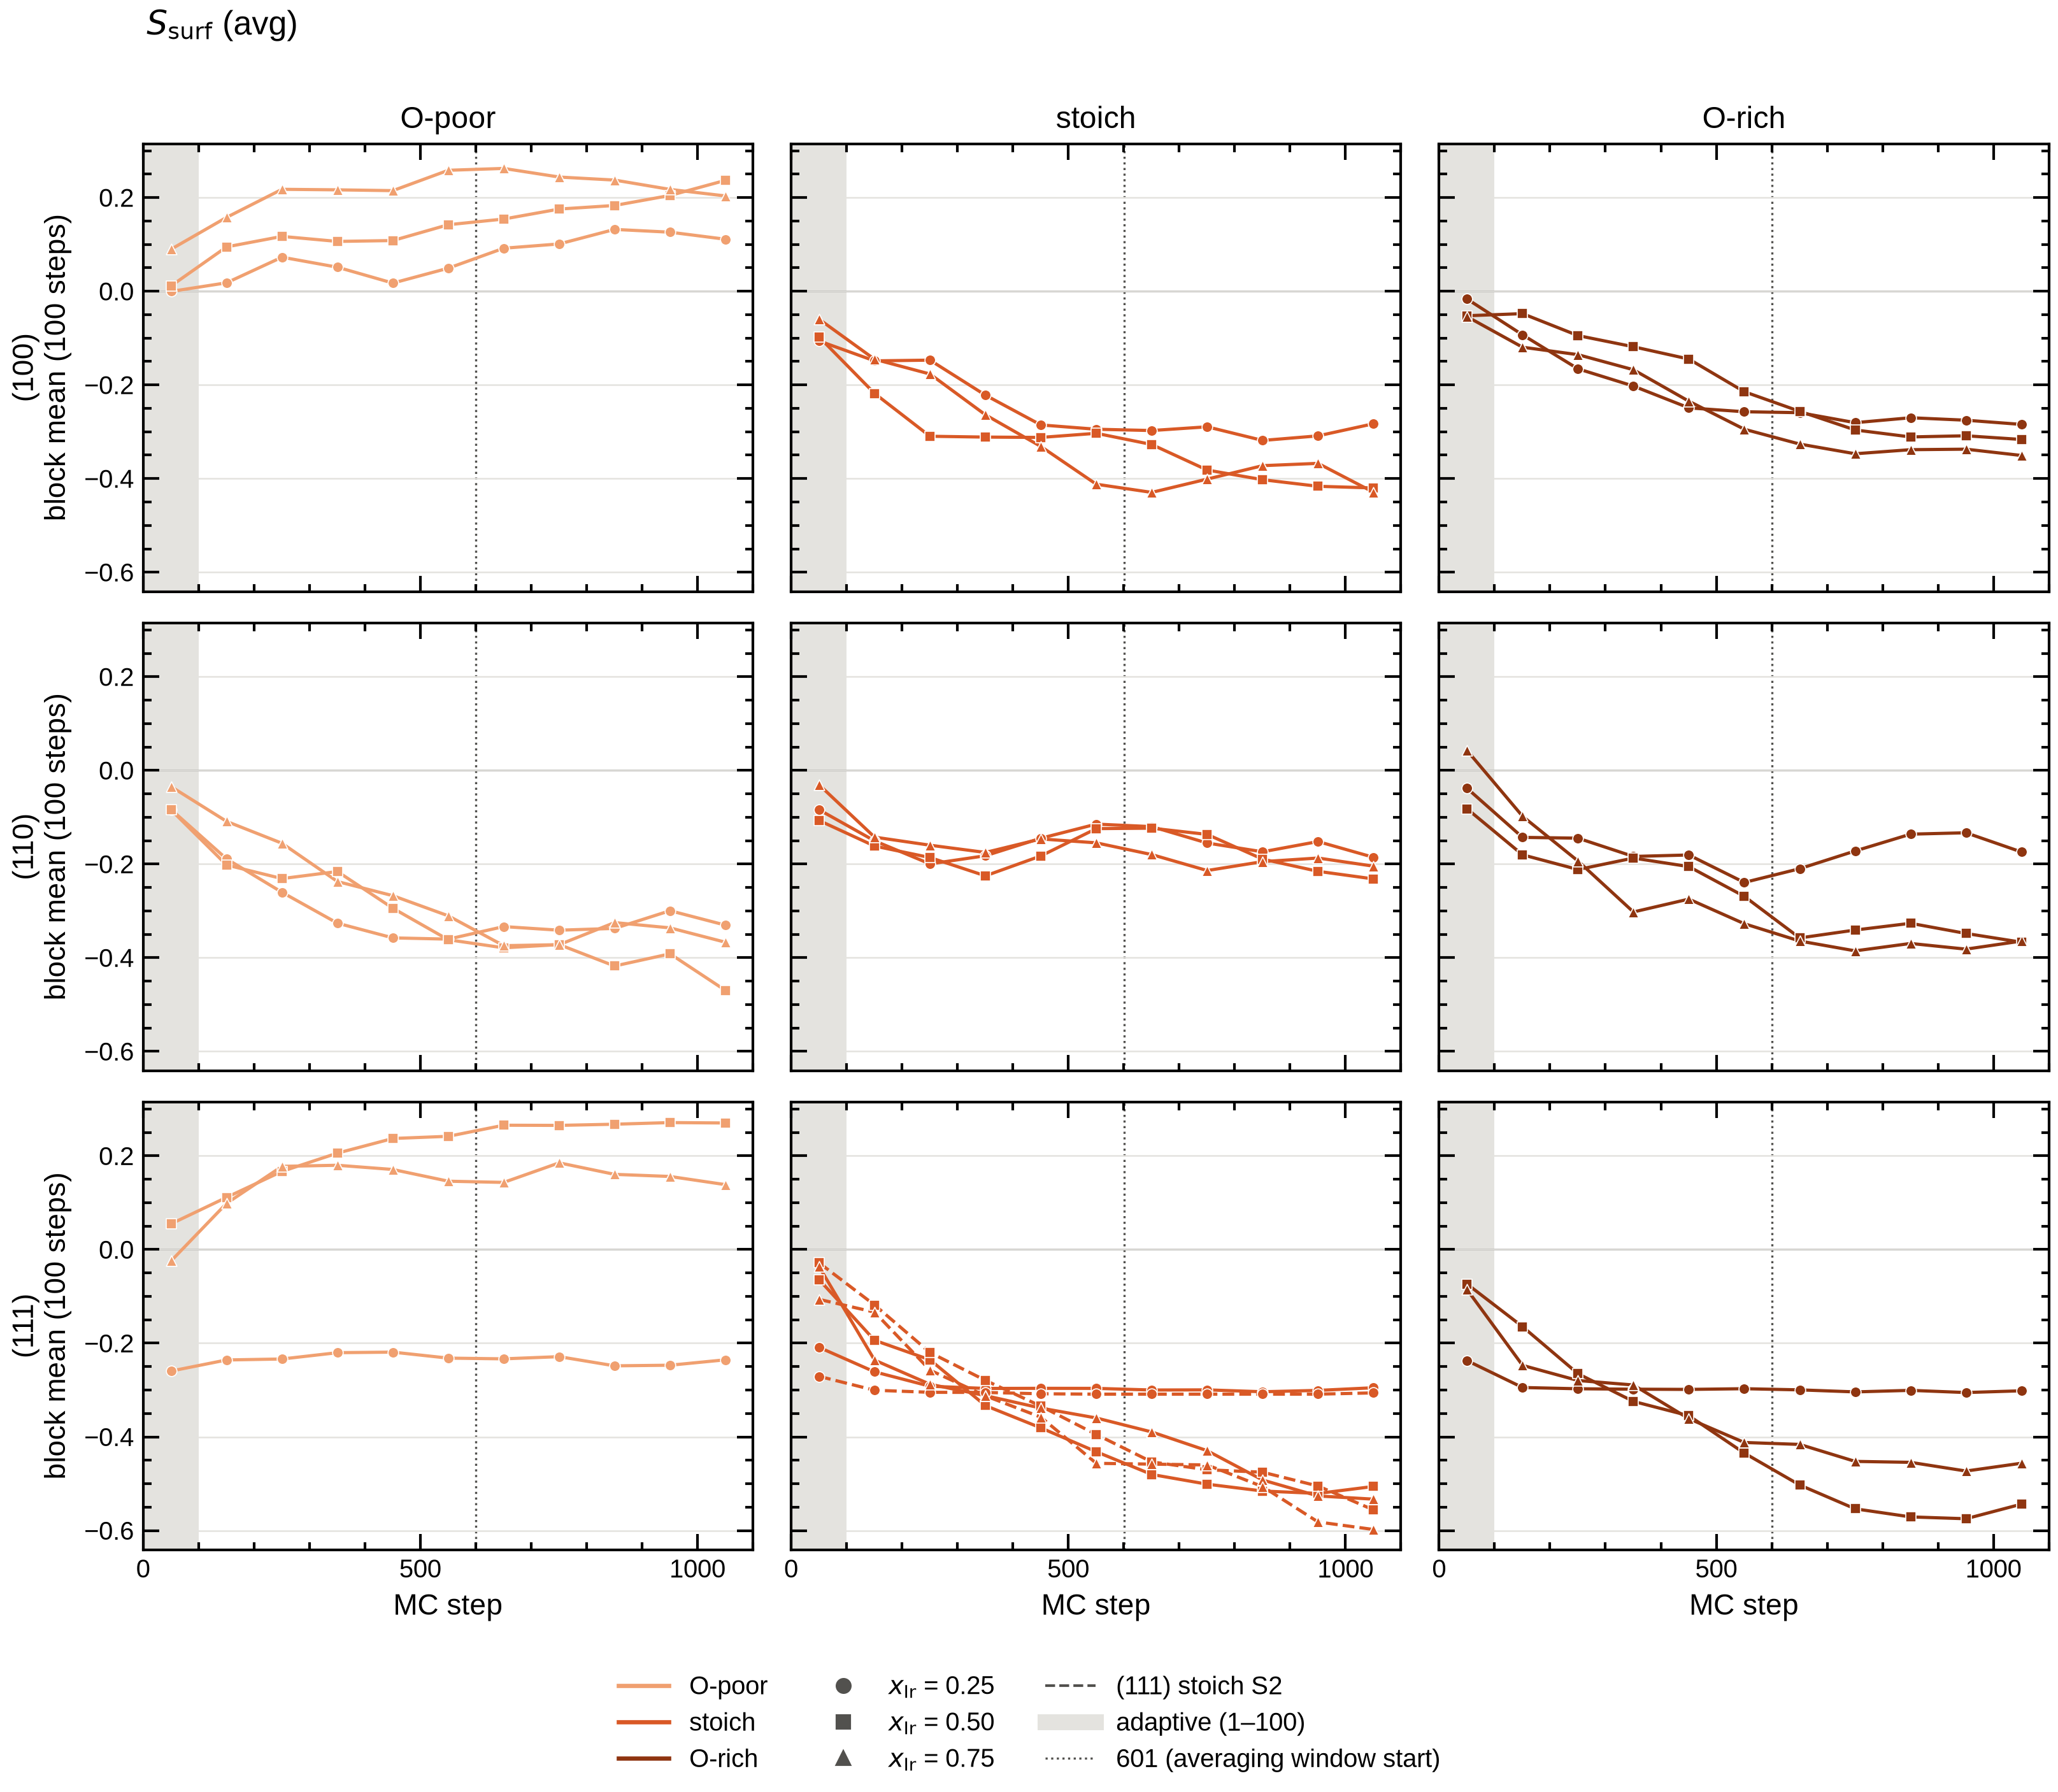 S_surf (avg)
O-poor
stoich
O-rich
(100)
block mean (100 steps)
0.2
0.0
−0.2
−0.4
−0.6
(110)
block mean (100 steps)
0.2
0.0
−0.2
−0.4
−0.6
(111)
block mean (100 steps)
0.2
0.0
−0.2
−0.4
−0.6
0 500 1000
0 500 1000
0 500 1000
MC step
MC step
MC step
O-poor
stoich
O-rich
x_Ir = 0.25
x_Ir = 0.50
x_Ir = 0.75
(111) stoich S2
adaptive (1–100)
601 (averaging window start)